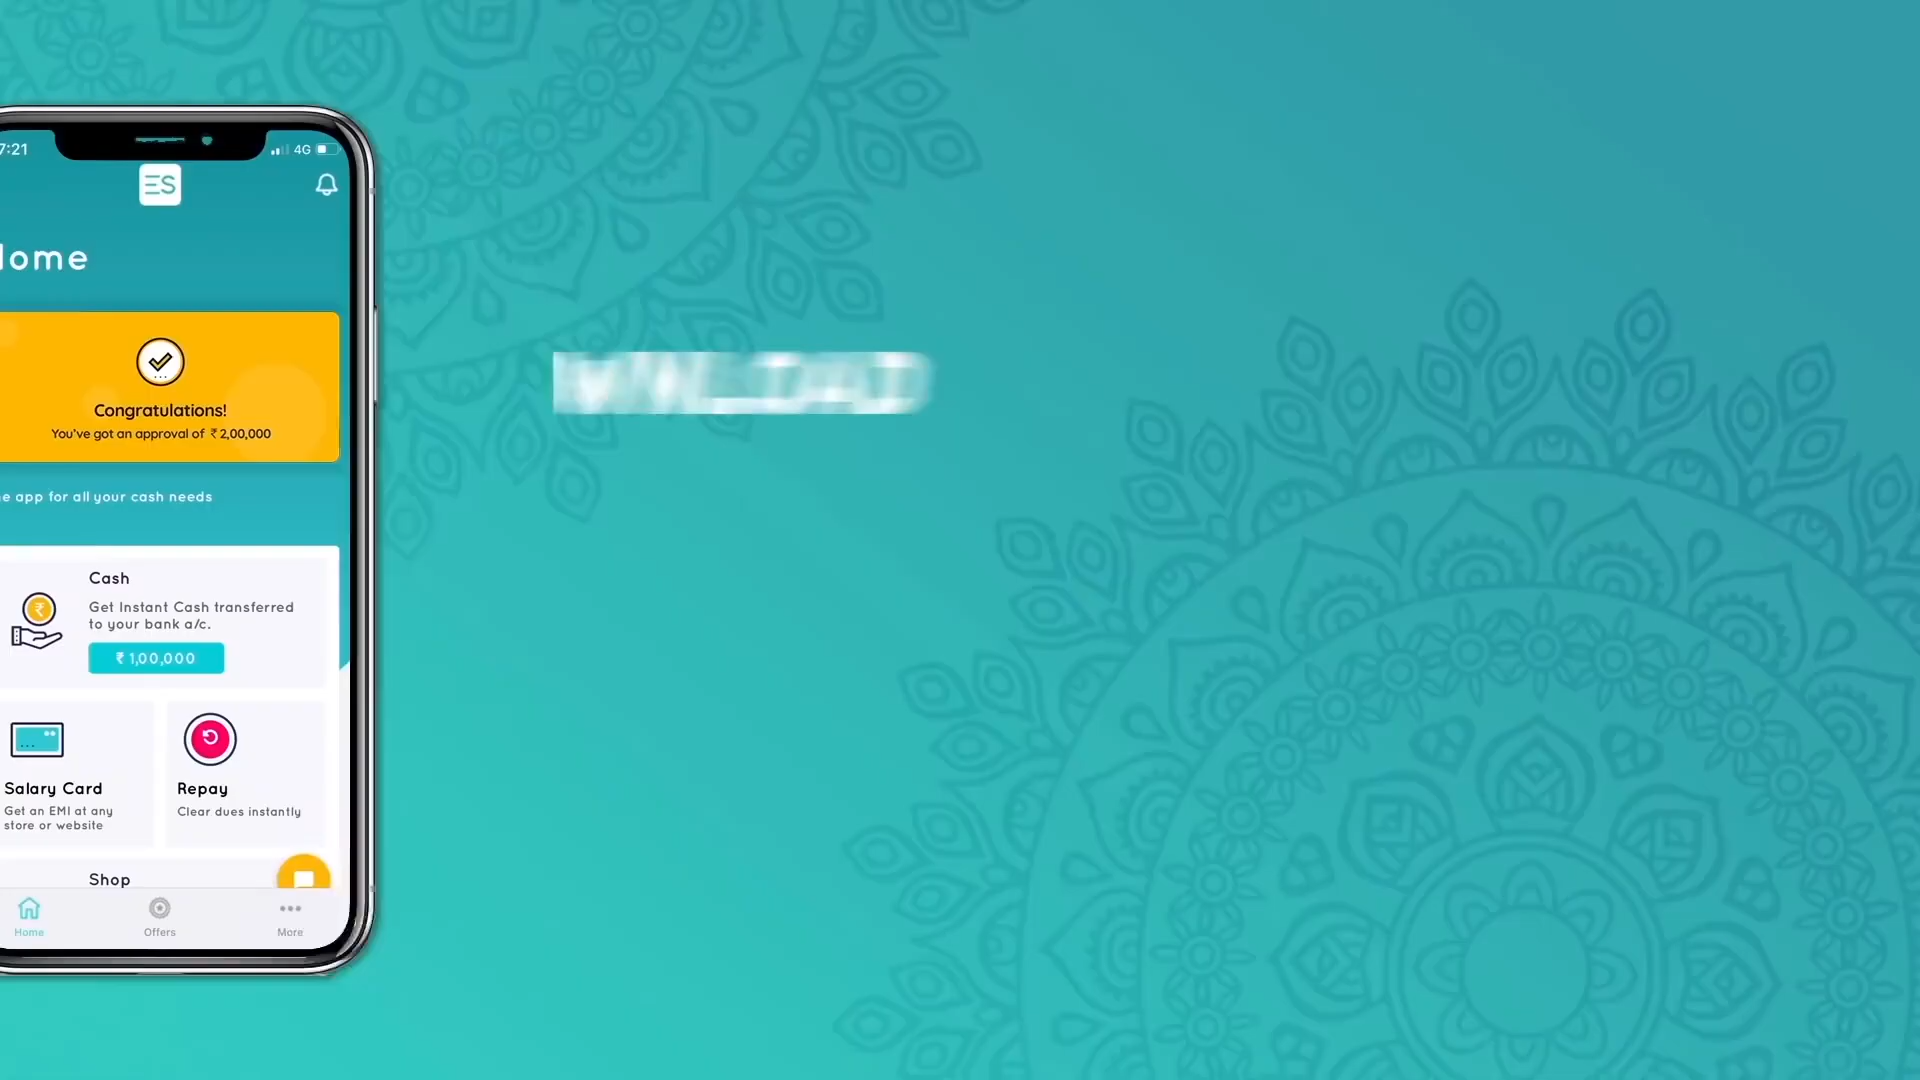 7:21
4G
ES
Home
Congratulations!
You've got an approval of ₹ 2,00,000
app for all your cash needs
Cash
Get Instant Cash transferred
to your bank a/c.
₹ 1,00,000
Salary Card
Get an EMI at any
store or website
Repay
Clear dues instantly
Shop
Home
Offers
More